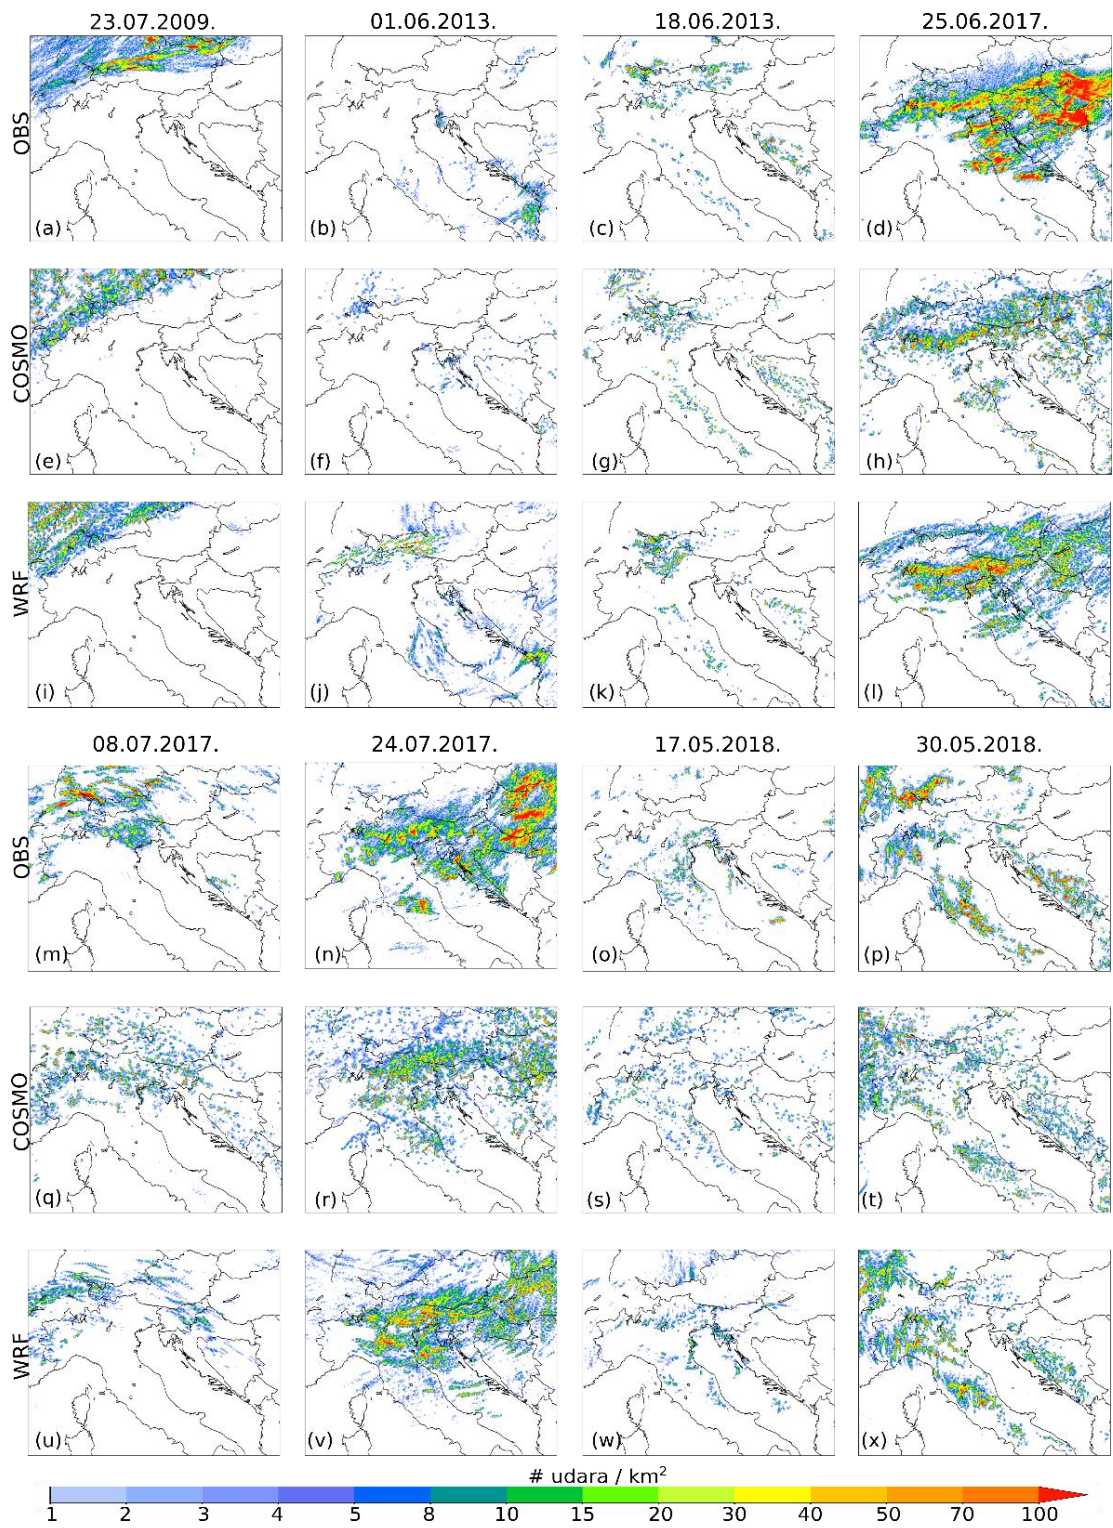 23.07.2009. 01.06.2013. 18.06.2013. 25.06.2017.
OBS
(a) (b) (c) (d)
COSMO
(e) (f) (g) (h)
WRF
(i) (j) (k) (l)
08.07.2017. 24.07.2017. 17.05.2018. 30.05.2018.
OBS
(m) (n) (o) (p)
COSMO
(q) (r) (s) (t)
WRF
(u) (v) (w) (x)
# udara / km²
1 2 3 4 5 8 10 15 20 30 40 50 70 100